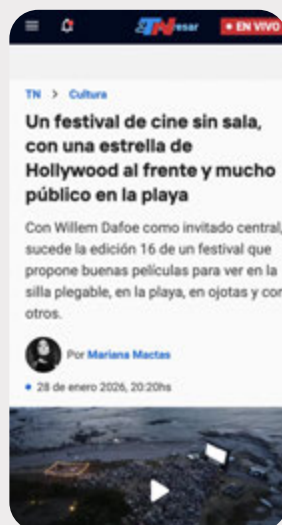 TN
esar
• EN VIVO
TN > Cultura
Un festival de cine sin sala,
con una estrella de
Hollywood al frente y mucho
público en la playa
Con Willem Dafoe como invitado central,
sucede la edición 16 de un festival que
propone buenas películas para ver en la
silla plegable, en la playa, en ojotas y con
otros.
Por Mariana Mactas
• 28 de enero 2026, 20:20hs